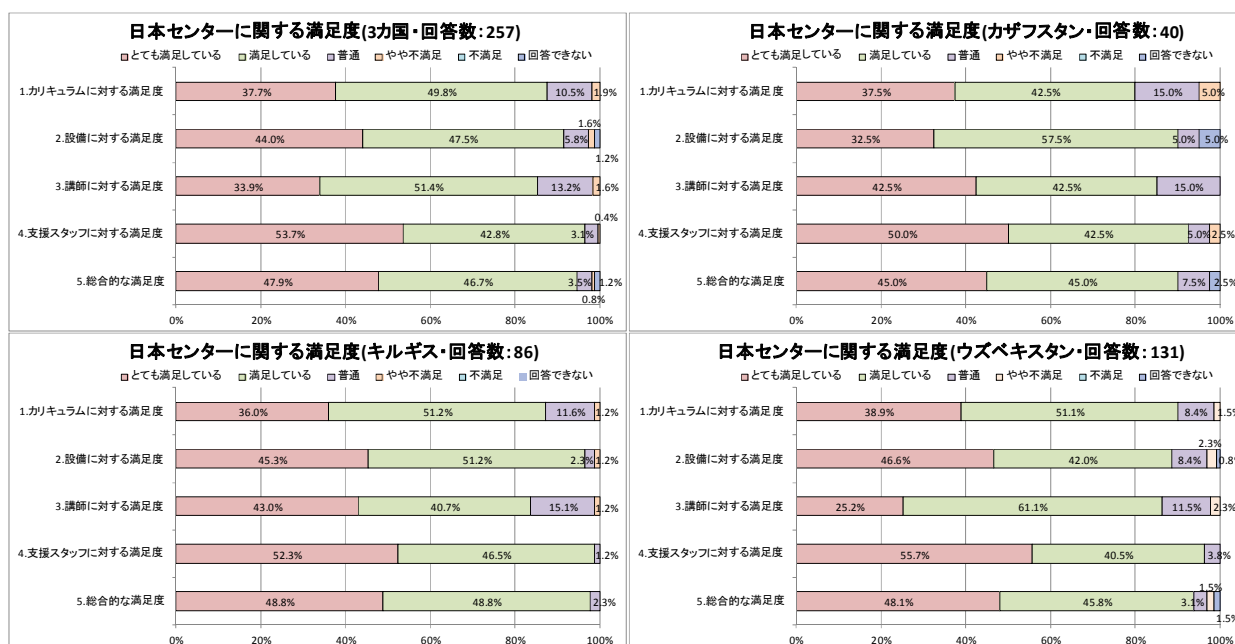 日本センターに関する満足度(3カ国・回答数:257)
とても満足している 満足している 普通 やや不満足 不満足 回答できない
1.カリキュラムに対する満足度 37.7% 49.8% 10.5% 1.9%
1.6%
2.設備に対する満足度 44.0% 47.5% 5.8%
1.2%
3.講師に対する満足度 33.9% 51.4% 13.2% 1.6%
0.4%
4.支援スタッフに対する満足度 53.7% 42.8% 3.1%
5.総合的な満足度 47.9% 46.7% 3.5% 1.2%
0.8%
0% 20% 40% 60% 80% 100%
日本センターに関する満足度(カザフスタン・回答数:40)
とても満足している 満足している 普通 やや不満足 不満足 回答できない
1.カリキュラムに対する満足度 37.5% 42.5% 15.0% 5.0%
2.設備に対する満足度 32.5% 57.5% 5.0% 5.0%
3.講師に対する満足度 42.5% 42.5% 15.0%
4.支援スタッフに対する満足度 50.0% 42.5% 5.0% 2.5%
5.総合的な満足度 45.0% 45.0% 7.5% 2.5%
0% 20% 40% 60% 80% 100%
日本センターに関する満足度(キルギス・回答数:86)
とても満足している 満足している 普通 やや不満足 不満足 回答できない
1.カリキュラムに対する満足度 36.0% 51.2% 11.6% 1.2%
2.設備に対する満足度 45.3% 51.2% 2.3% 1.2%
3.講師に対する満足度 43.0% 40.7% 15.1% 1.2%
4.支援スタッフに対する満足度 52.3% 46.5% 1.2%
5.総合的な満足度 48.8% 48.8% 2.3%
0% 20% 40% 60% 80% 100%
日本センターに関する満足度(ウズベキスタン・回答数:131)
とても満足している 満足している 普通 やや不満足 不満足 回答できない
1.カリキュラムに対する満足度 38.9% 51.1% 8.4% 1.5%
2.3%
2.設備に対する満足度 46.6% 42.0% 8.4% 0.8%
3.講師に対する満足度 25.2% 61.1% 11.5% 2.3%
4.支援スタッフに対する満足度 55.7% 40.5% 3.8%
1.5%
5.総合的な満足度 48.1% 45.8% 3.1%
1.5%
0% 20% 40% 60% 80% 100%